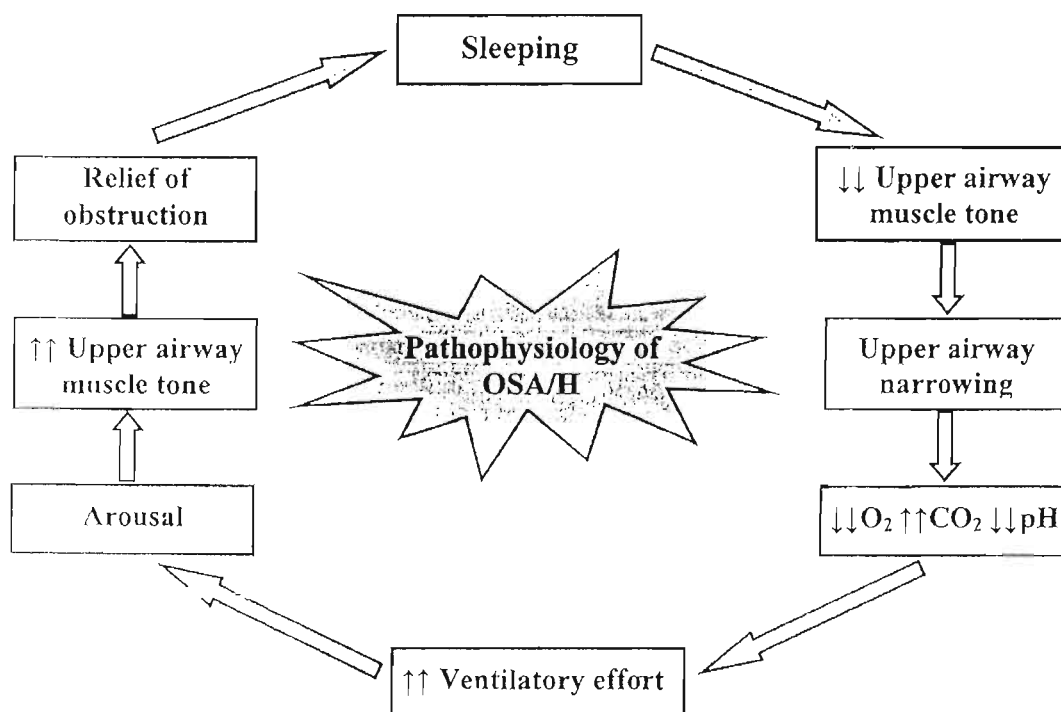 Sleeping
↓↓ Upper airway
muscle tone
Upper airway
narrowing
↓↓O₂ ↑↑CO₂ ↓↓pH
↑↑ Ventilatory effort
Arousal
↑↑ Upper airway
muscle tone
Relief of
obstruction
Pathophysiology of
OSA/H